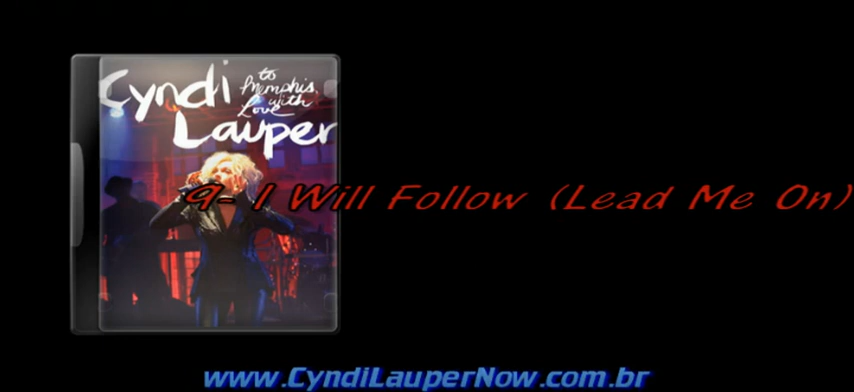 Cyndi
to
Memphis,
with
Love
Lauper
9- I Will Follow (Lead Me On)
www.CyndiLauperNow.com.br